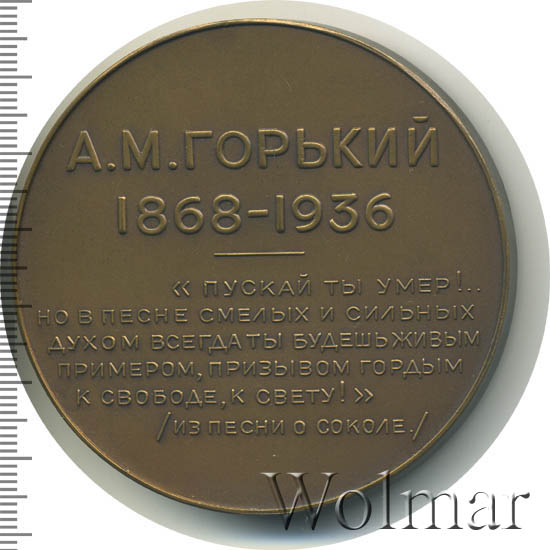 А.М.ГОРЬКИЙ
1868-1936
« ПУСКАЙ ТЫ УМЕР!..
НО В ПЕСНЕ СМЕЛЫХ И СИЛЬНЫХ
ДУХОМ ВСЕГДА ТЫ БУДЕШЬ ЖИВЫМ
ПРИМЕРОМ, ПРИЗЫВОМ ГОРДЫМ
К СВОБОДЕ, К СВЕТУ!»
/ИЗ ПЕСНИ О СОКОЛЕ./
Wolmar